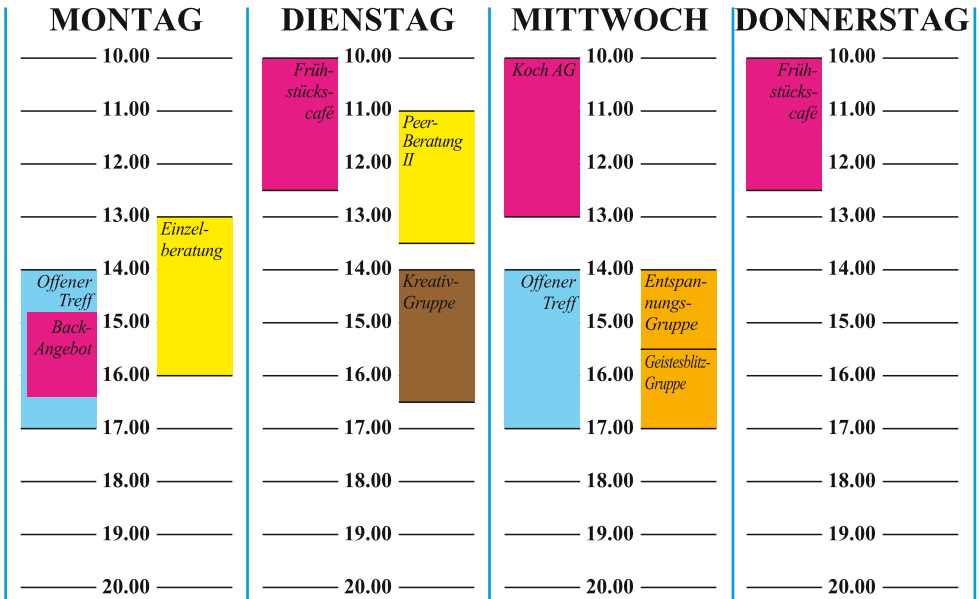 MONTAG
10.00
11.00
12.00
13.00
Einzel-
beratung
14.00
Offener
Treff
15.00
Back-
Angebot
16.00
17.00
18.00
19.00
20.00
DIENSTAG
10.00
Früh-
stücks-
café
11.00
Peer-
Beratung
II
12.00
13.00
14.00
Kreativ-
Gruppe
15.00
16.00
17.00
18.00
19.00
20.00
MITTWOCH
10.00
Koch AG
11.00
12.00
13.00
14.00
Offener
Treff
Entspan-
nungs-
Gruppe
15.00
Geistesblitz-
Gruppe
16.00
17.00
18.00
19.00
20.00
DONNERSTAG
10.00
Früh-
stücks-
café
11.00
12.00
13.00
14.00
15.00
16.00
17.00
18.00
19.00
20.00